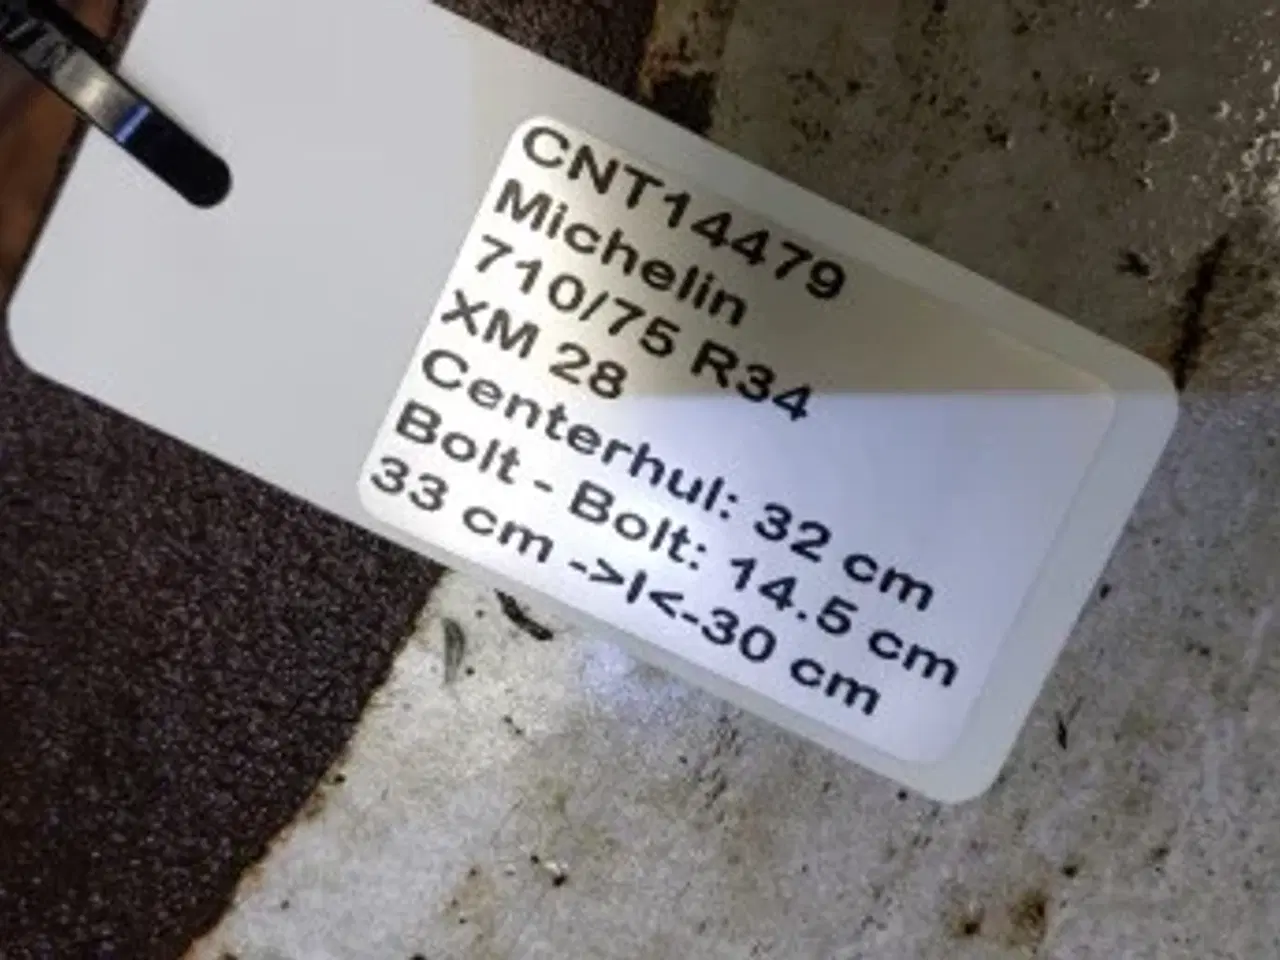 CNT14479
Michelin
710/75 R34
XM 28
Centerhul: 32 cm
Bolt - Bolt: 14.5 cm
33 cm ->I<-30 cm